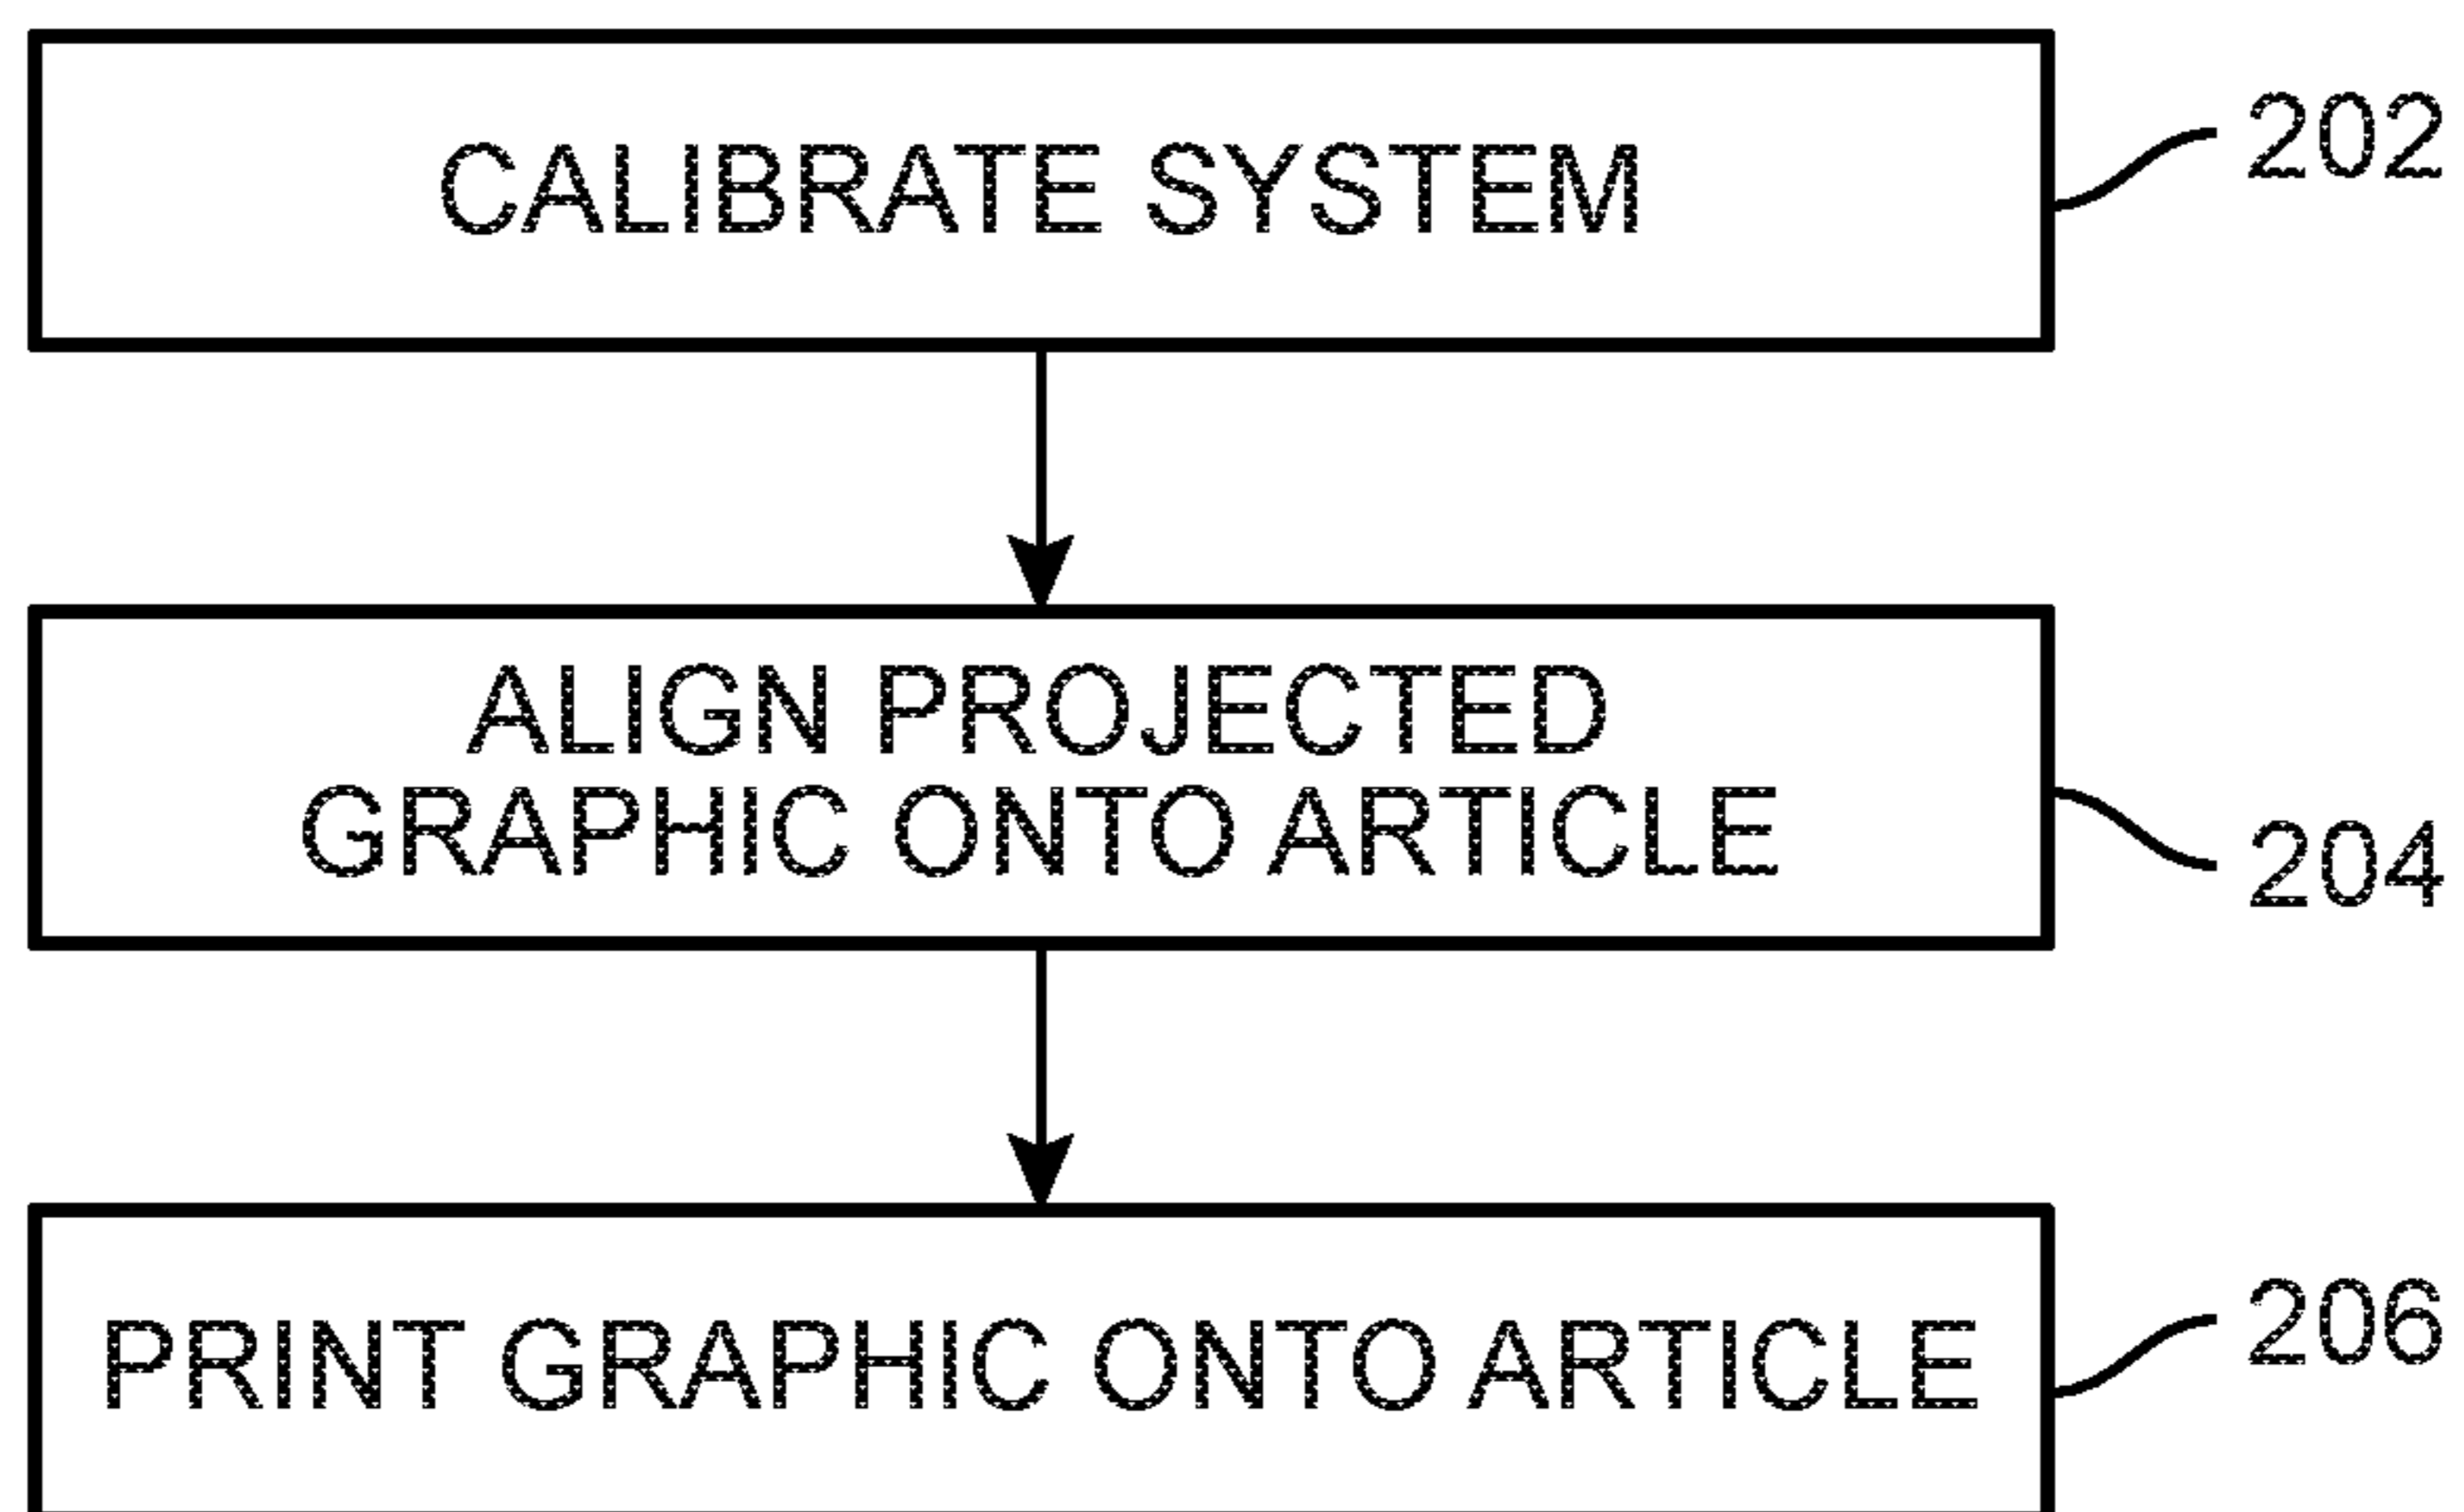 CALIBRATE SYSTEM
202
ALIGN PROJECTED
GRAPHIC ONTO ARTICLE
204
PRINT GRAPHIC ONTO ARTICLE
206